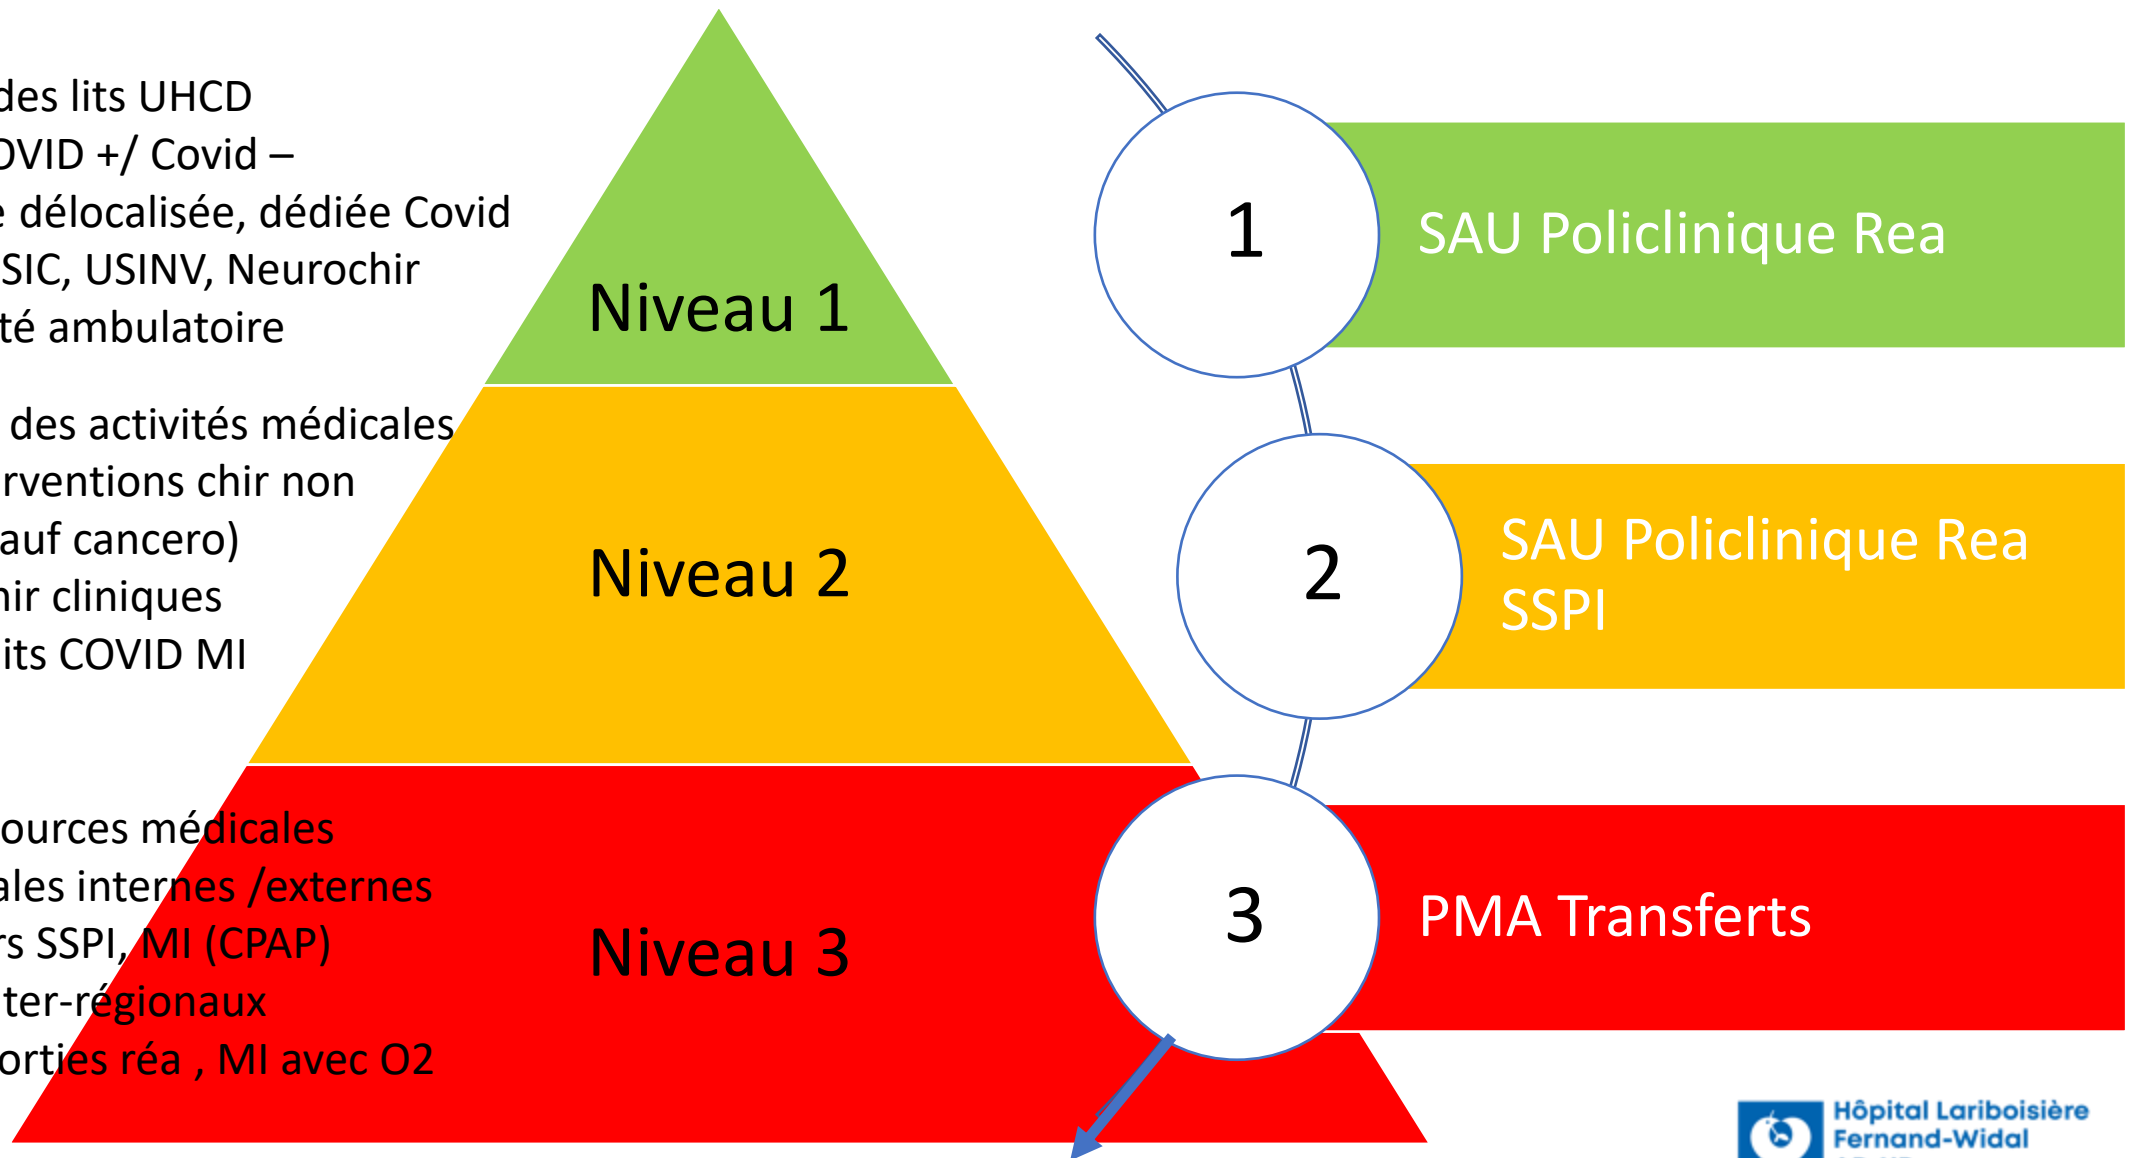 des lits UHCD
OVID +/ Covid –
e délocalisée, dédiée Covid
SIC, USINV, Neurochir
té ambulatoire
des activités médicales
erventions chir non
auf cancero)
hir cliniques
its COVID MI
ources médicales
ales internes /externes
rs SSPI, MI (CPAP)
ter-régionaux
orties réa , MI avec O2
Niveau 1
Niveau 2
Niveau 3
1
SAU Policlinique Rea
2
SAU Policlinique Rea
SSPI
3
PMA Transferts
Hôpital Lariboisière
Fernand-Widal